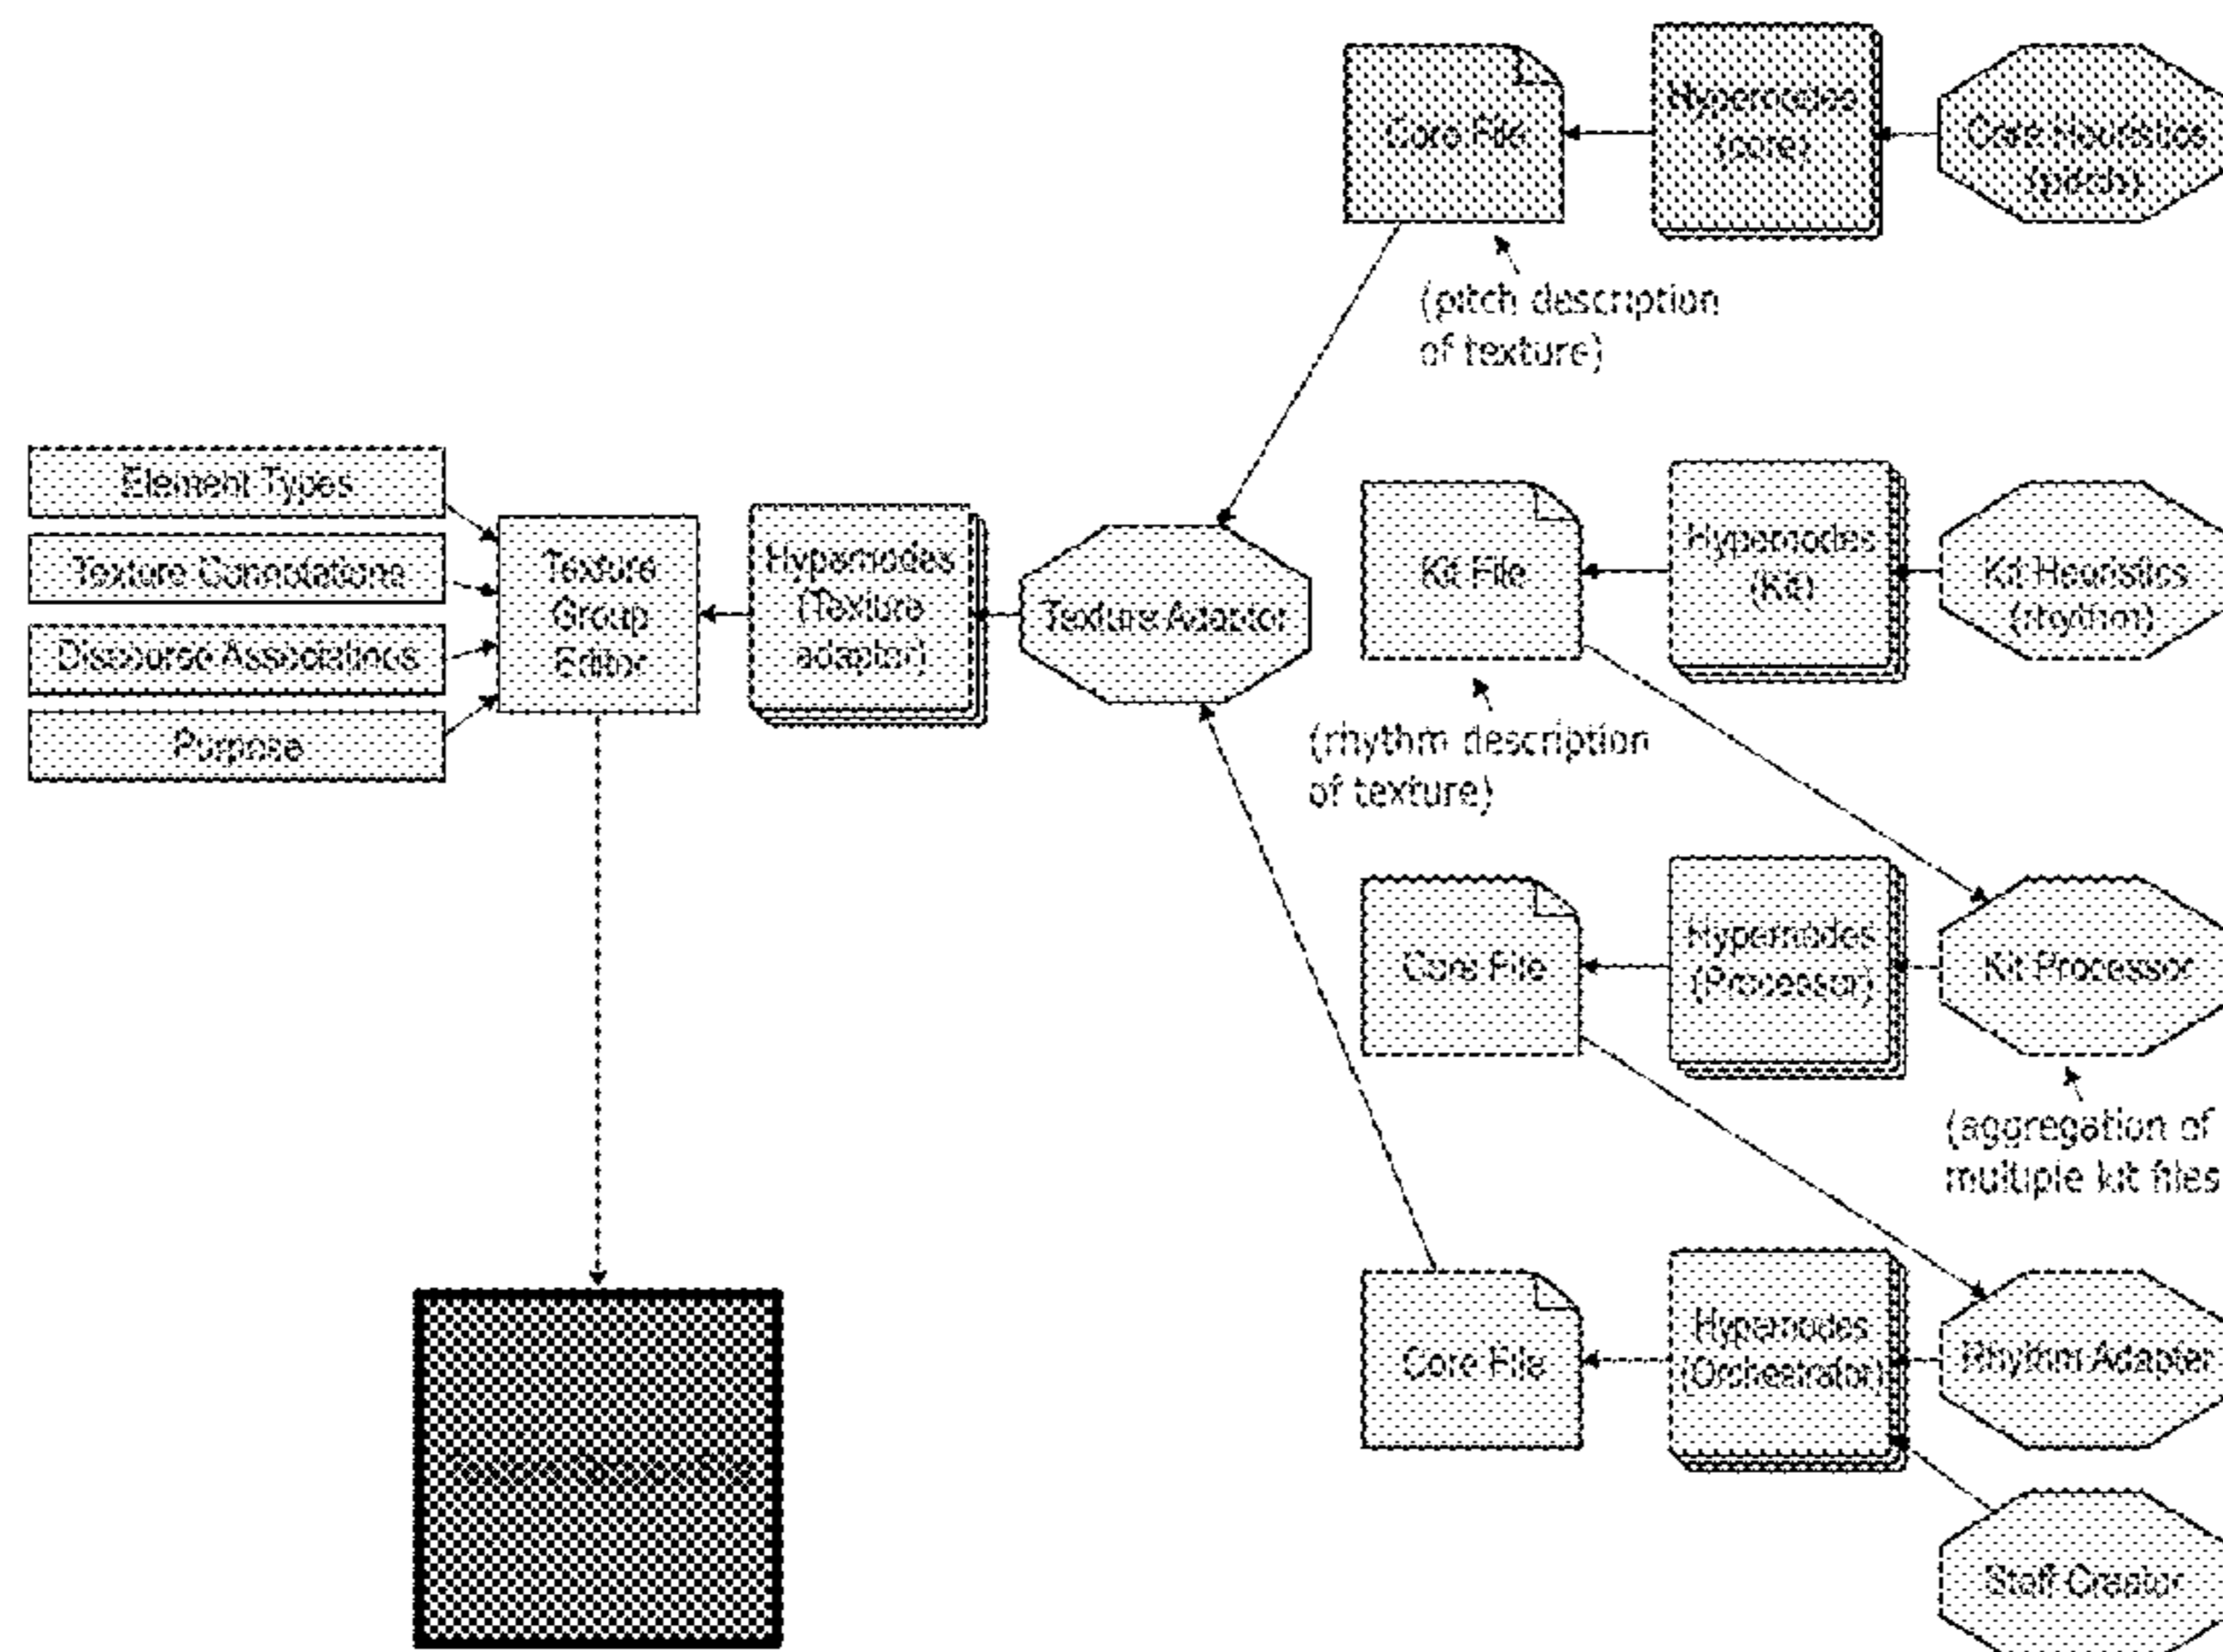 Core File
Hypernodes
(core)
Core Heuristics
(pitch)
(pitch description
of texture)
Element Types
Texture Connotations
Discourse Associations
Purpose
Texture
Group
Editor
Hypernodes
(Texture
adaptor)
Texture Adaptor
Kit File
Hypernodes
(Kit)
Kit Heuristics
(rhythm)
(rhythm description
of texture)
Core File
Hypernodes
(Processor)
Kit Processor
(aggregation of
multiple kit files
Core File
Hypernodes
(Orchestrator)
Rhythm Adapter
Staff Creator